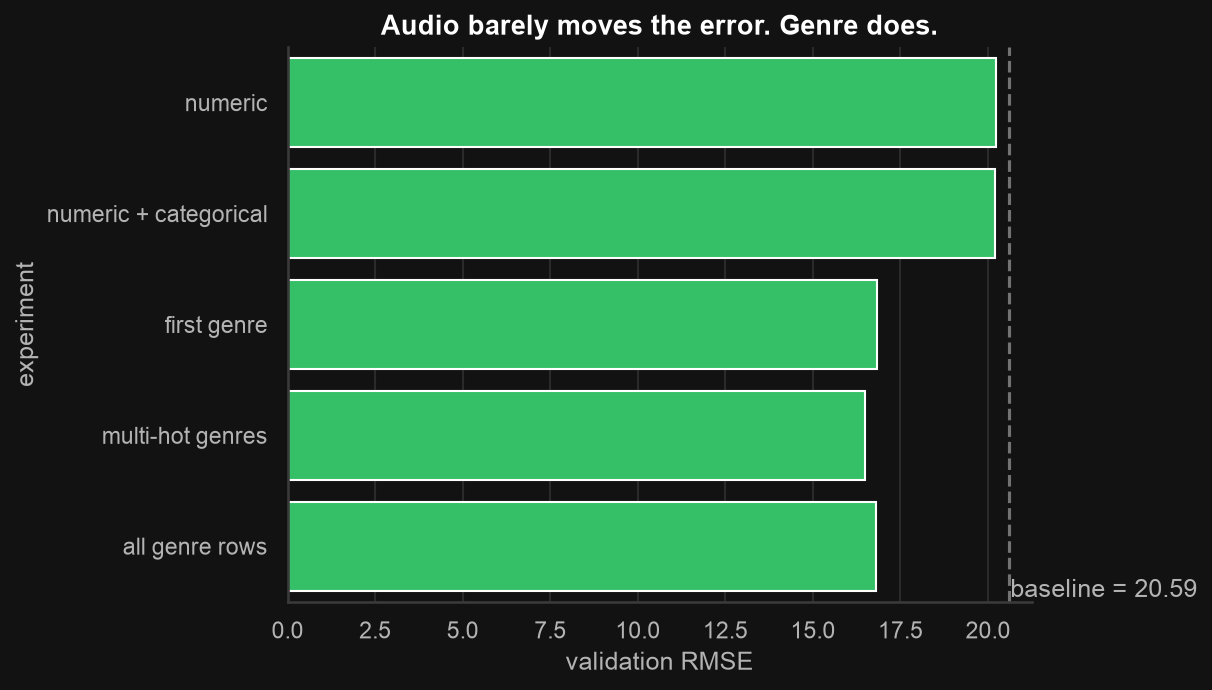 Audio barely moves the error. Genre does.
experiment
numeric
numeric + categorical
first genre
multi-hot genres
all genre rows
baseline = 20.59
0.0 2.5 5.0 7.5 10.0 12.5 15.0 17.5 20.0
validation RMSE